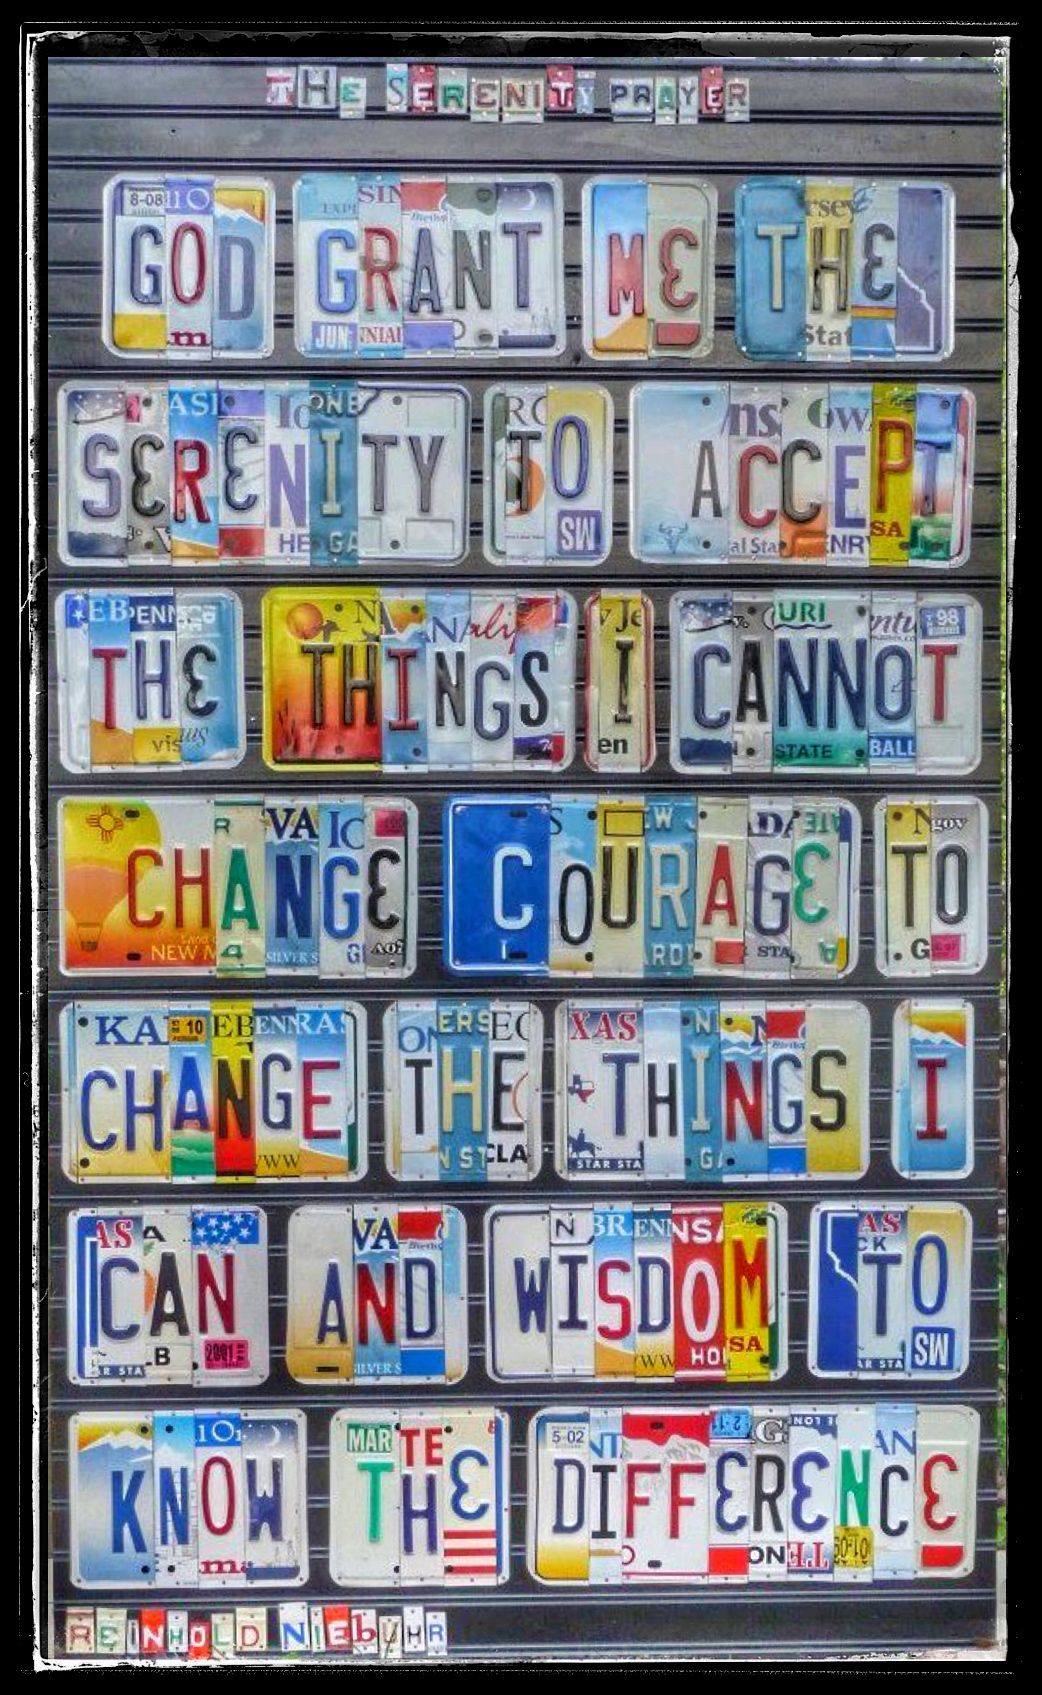 THE SERENITY PRAYER
GOD GRANT ME THE
SERENITY TO ACCEPT
THE THINGS I CANNOT
CHANGE COURAGE TO
CHANGE THE THINGS I
CAN AND WISDOM TO
KNOW THE DIFFERENCE
REINHOLD NIEBUHR